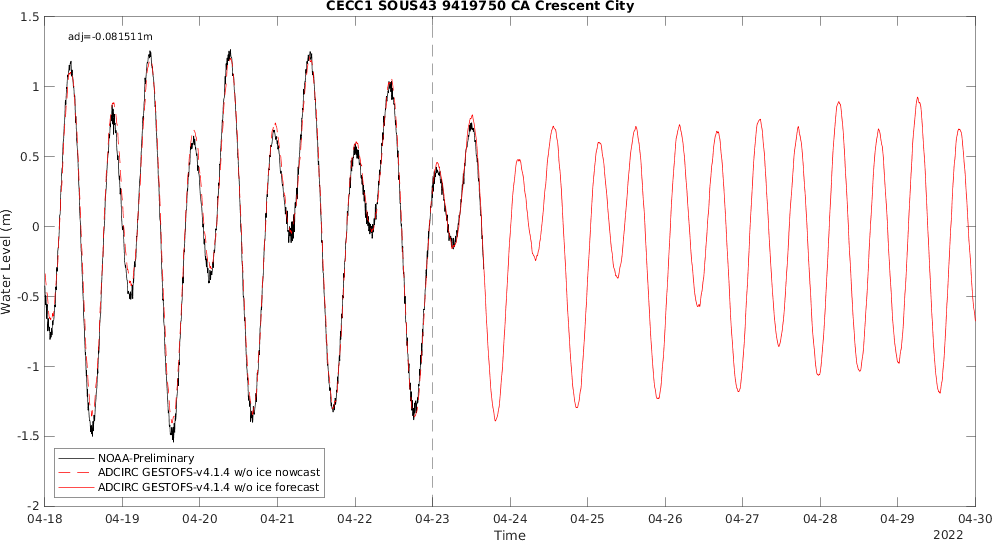 CECC1 SOUS43 9419750 CA Crescent City
adj=-0.081511m
1.5
1
0.5
0
-0.5
-1
-1.5
-2
Water Level (m)
NOAA-Preliminary
ADCIRC GESTOFS-v4.1.4 w/o ice nowcast
ADCIRC GESTOFS-v4.1.4 w/o ice forecast
04-18 04-19 04-20 04-21 04-22 04-23 04-24 04-25 04-26 04-27 04-28 04-29 04-30
Time
2022